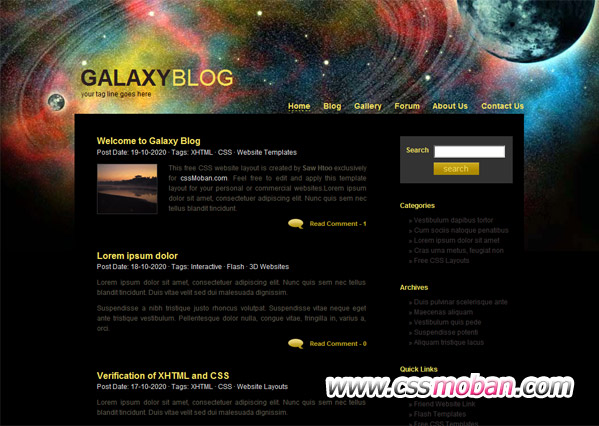 GALAXYBLOG
your tag line goes here
Home Blog Gallery Forum About Us Contact Us
Welcome to Galaxy Blog
Post Date: 19-10-2020 · Tags: XHTML · CSS · Website Templates
This free CSS website layout is created by Saw Htoo exclusively
for cssMoban.com. Feel free to edit and apply this template
layout for your personal or commercial websites.Lorem ipsum
dolor sit amet, consectetuer adipiscing elit. Nunc quis sem nec
tellus blandit tincidunt.
Read Comment - 1
Lorem ipsum dolor
Post Date: 18-10-2020 · Tags: Interactive · Flash · 3D Websites
Lorem ipsum dolor sit amet, consectetuer adipiscing elit. Nunc quis sem nec tellus
blandit tincidunt. Duis vitae velit sed dui malesuada dignissim.
Suspendisse a nibh tristique justo rhoncus volutpat. Suspendisse vitae neque eget
ante tristique vestibulum. Pellentesque dolor nulla, congue vitae, fringilla in, varius a,
orci.
Read Comment - 0
Verification of XHTML and CSS
Post Date: 17-10-2020 · Tags: XHTML · CSS · Website Layouts
Lorem ipsum dolor sit amet, consectetuer adipiscing elit. Nunc quis sem nec tellus
blandit tincidunt. Duis vitae velit sed dui malesuada dignissim.
Search
search
Categories
» Vestibulum dapibus tortor
» Cum sociis natoque penatibus
» Lorem ipsum dolor sit amet
» Cras urna metus, feugiat non
» Free CSS Layouts
Archives
» Duis pulvinar scelerisque ante
» Maecenas aliquam
» Vestibulum quis pede
» Suspendisse potenti
» Aliquam tristique lacus
Quick Links
www.cssmoban.com
» Friend Website Link
» Flash Templates
» Free CSS Templates